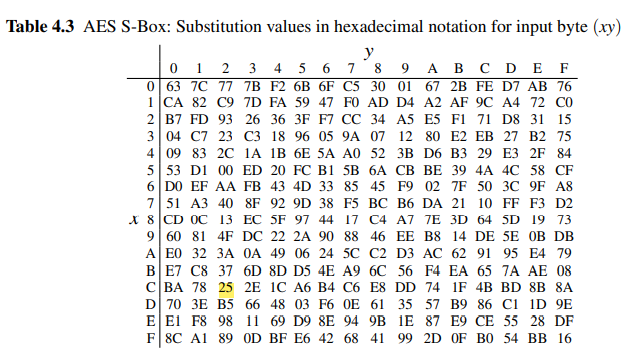 Table 4.3 AES S-Box: Substitution values in hexadecimal notation for input byte (xy)
y
0 1 2 3 4 5 6 7 8 9 A B C D E F
0 63 7C 77 7B F2 6B 6F C5 30 01 67 2B FE D7 AB 76
1 CA 82 C9 7D FA 59 47 F0 AD D4 A2 AF 9C A4 72 C0
2 B7 FD 93 26 36 3F F7 CC 34 A5 E5 F1 71 D8 31 15
3 04 C7 23 C3 18 96 05 9A 07 12 80 E2 EB 27 B2 75
4 09 83 2C 1A 1B 6E 5A A0 52 3B D6 B3 29 E3 2F 84
5 53 D1 00 ED 20 FC B1 5B 6A CB BE 39 4A 4C 58 CF
6 D0 EF AA FB 43 4D 33 85 45 F9 02 7F 50 3C 9F A8
7 51 A3 40 8F 92 9D 38 F5 BC B6 DA 21 10 FF F3 D2
x 8 CD 0C 13 EC 5F 97 44 17 C4 A7 7E 3D 64 5D 19 73
9 60 81 4F DC 22 2A 90 88 46 EE B8 14 DE 5E 0B DB
A E0 32 3A 0A 49 06 24 5C C2 D3 AC 62 91 95 E4 79
B E7 C8 37 6D 8D D5 4E A9 6C 56 F4 EA 65 7A AE 08
C BA 78 25 2E 1C A6 B4 C6 E8 DD 74 1F 4B BD 8B 8A
D 70 3E B5 66 48 03 F6 0E 61 35 57 B9 86 C1 1D 9E
E E1 F8 98 11 69 D9 8E 94 9B 1E 87 E9 CE 55 28 DF
F 8C A1 89 0D BF E6 42 68 41 99 2D 0F B0 54 BB 16